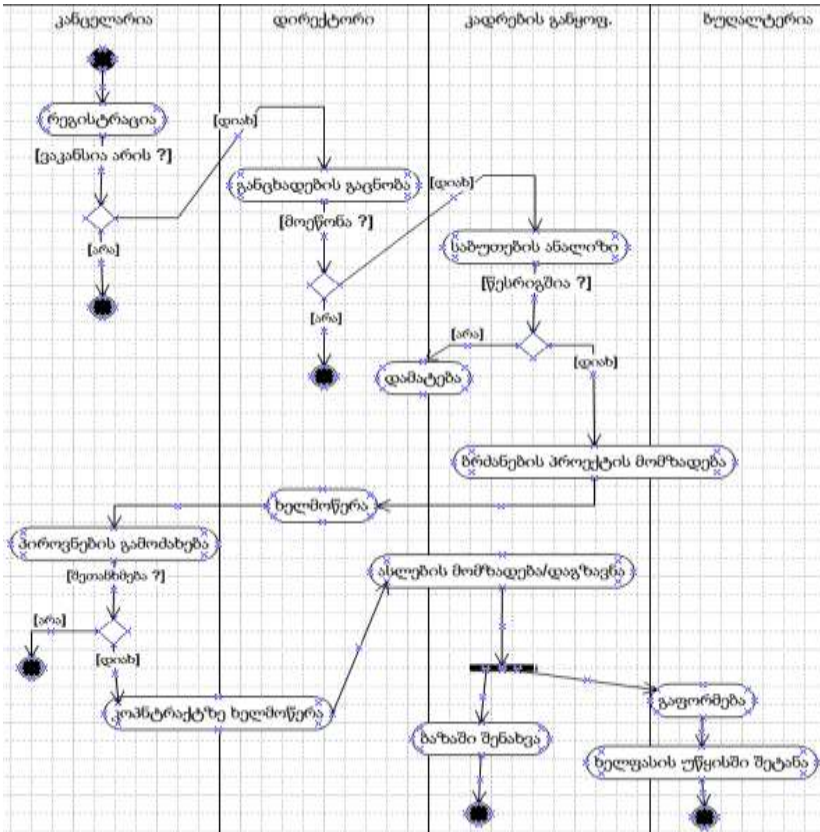 კანცელარია
დირექტორი
კადრების განყოფ.
ბუღალტერია
რეგისტრაცია
[ვაკანსია არის ?]
[დიახ]
[არა]
განცხადების გაცნობა
[მოეწონა ?]
[დიახ]
[არა]
საბუთების ანალიზი
[წესრიგშია ?]
[არა]
[დიახ]
დამატება
ბრძანების პროექტის მომზადება
ხელმოწერა
პიროვნების გამოძახება
[შეთანხმება ?]
[არა]
[დიახ]
ასლების მომზადება/დაგზავნა
კოპნტრაქტზე ხელმოწერა
გაფორმება
ბაზაში შენახვა
ხელფასის უწყისში შეტანა